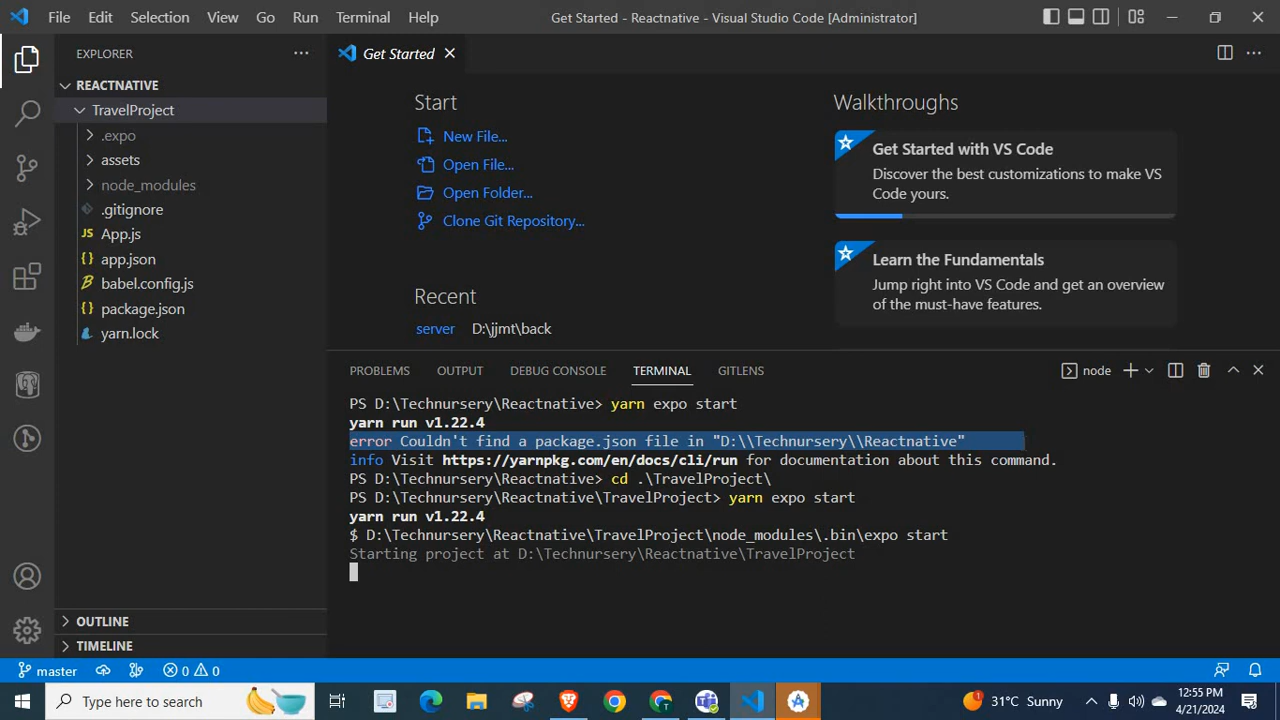 File Edit Selection View Go Run Terminal Help
Get Started - Reactnative - Visual Studio Code [Administrator]
EXPLORER
REACTNATIVE
TravelProject
.expo
assets
node_modules
.gitignore
App.js
app.json
babel.config.js
package.json
yarn.lock
OUTLINE
TIMELINE
Get Started
Start
New File...
Open File...
Open Folder...
Clone Git Repository...
Recent
server D:\jjmt\back
Walkthroughs
Get Started with VS Code
Discover the best customizations to make VS
Code yours.
Learn the Fundamentals
Jump right into VS Code and get an overview
of the must-have features.
PROBLEMS OUTPUT DEBUG CONSOLE TERMINAL GITLENS
node
PS D:\Technursery\Reactnative> yarn expo start
yarn run v1.22.4
error Couldn't find a package.json file in "D:\\Technursery\\Reactnative"
info Visit https://yarnpkg.com/en/docs/cli/run for documentation about this command.
PS D:\Technursery\Reactnative> cd .\TravelProject\
PS D:\Technursery\Reactnative\TravelProject> yarn expo start
yarn run v1.22.4
$ D:\Technursery\Reactnative\TravelProject\node_modules\.bin\expo start
Starting project at D:\Technursery\Reactnative\TravelProject
master
0 0
Type here to search
1
31°C Sunny
12:55 PM
4/21/2024